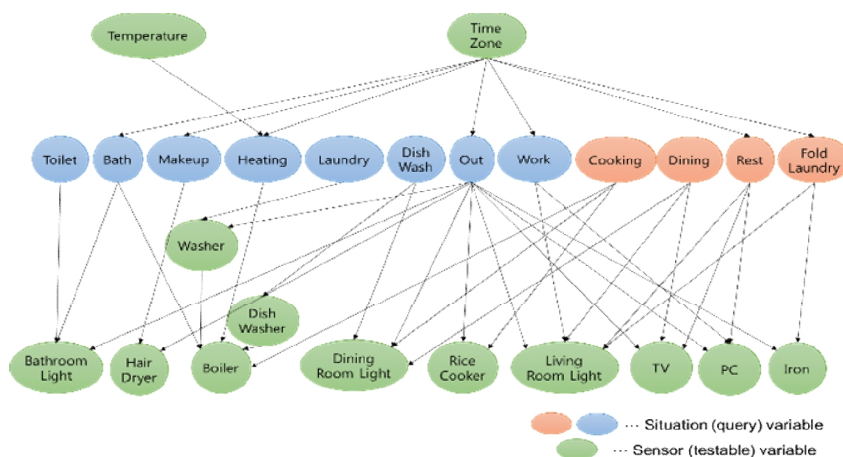 Temperature
Time
Zone
Toilet
Bath
Makeup
Heating
Laundry
Dish
Wash
Out
Work
Cooking
Dining
Rest
Fold
Laundry
Washer
Dish
Washer
Bathroom
Light
Hair
Dryer
Boiler
Dining
Room Light
Rice
Cooker
Living
Room Light
TV
PC
Iron
··· Situation (query) variable
··· Sensor (testable) variable